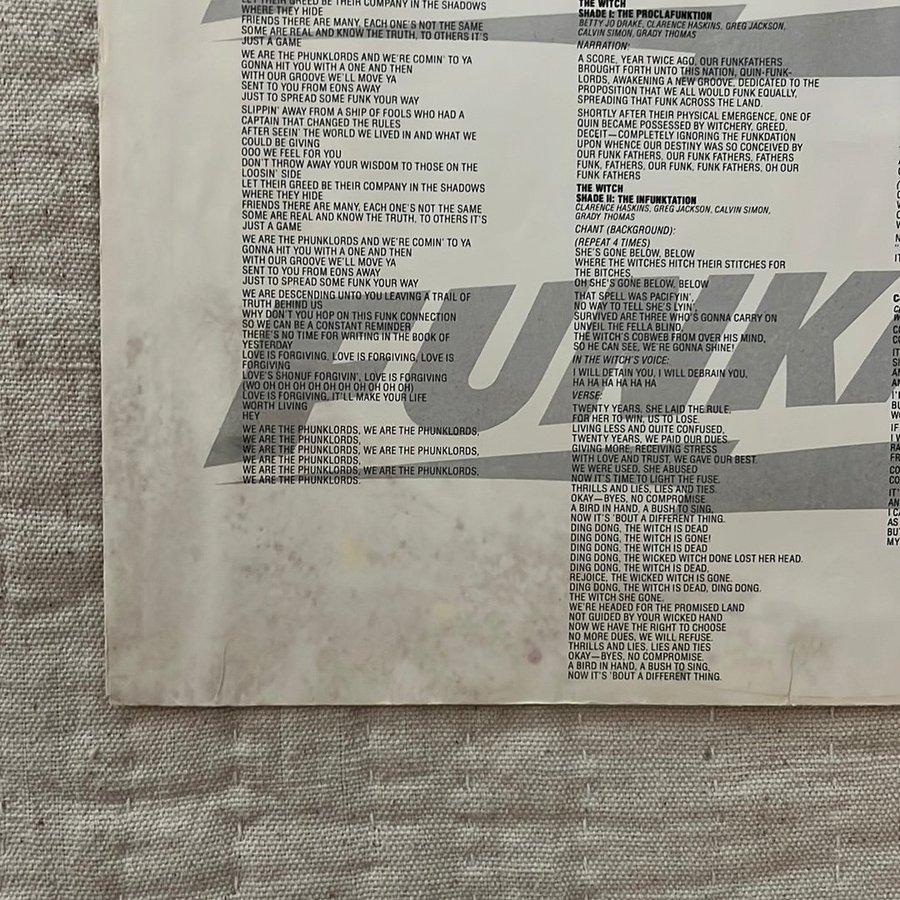 LET THEIR GREED BE THEIR COMPANY IN THE SHADOWS
WHERE THEY HIDE
FRIENDS THERE ARE MANY, EACH ONE'S NOT THE SAME
SOME ARE REAL AND KNOW THE TRUTH, TO OTHERS IT'S
JUST A GAME
WE ARE THE PHUNKLORDS AND WE'RE COMIN' TO YA
GONNA HIT YOU WITH A ONE AND THEN
WITH OUR GROOVE WE'LL MOVE YA
SENT TO YOU FROM EONS AWAY
JUST TO SPREAD SOME FUNK YOUR WAY
SLIPPIN' AWAY FROM A SHIP OF FOOLS WHO HAD A
CAPTAIN THAT CHANGED THE RULES
AFTER SEEIN' THE WORLD WE LIVED IN AND WHAT WE
COULD BE GIVING
OOO WE FEEL FOR YOU
DON'T THROW AWAY YOUR WISDOM TO THOSE ON THE
LOOSIN' SIDE
LET THEIR GREED BE THEIR COMPANY IN THE SHADOWS
WHERE THEY HIDE
FRIENDS THERE ARE MANY, EACH ONE'S NOT THE SAME
SOME ARE REAL AND KNOW THE TRUTH, TO OTHERS IT'S
JUST A GAME
WE ARE THE PHUNKLORDS AND WE'RE COMIN' TO YA
GONNA HIT YOU WITH A ONE AND THEN
WITH OUR GROOVE WE'LL MOVE YA
SENT TO YOU FROM EONS AWAY
JUST TO SPREAD SOME FUNK YOUR WAY
WE ARE DESCENDING UNTO YOU LEAVING A TRAIL OF
TRUTH BEHIND US
WHY DON'T YOU HOP ON THIS FUNK CONNECTION
SO WE CAN BE A CONSTANT REMINDER
THERE'S NO TIME FOR WRITING IN THE BOOK OF
YESTERDAY
LOVE IS FORGIVING, LOVE IS FORGIVING, LOVE IS
FORGIVING
LOVE'S SHONUF FORGIVIN', LOVE IS FORGIVING
(WO OH OH OH OH OH OH OH OH OH)
LOVE IS FORGIVING, IT'LL MAKE YOUR LIFE
WORTH LIVING
HEY
WE ARE THE PHUNKLORDS, WE ARE THE PHUNKLORDS,
WE ARE THE PHUNKLORDS,
WE ARE THE PHUNKLORDS, WE ARE THE PHUNKLORDS,
WE ARE THE PHUNKLORDS,
WE ARE THE PHUNKLORDS, WE ARE THE PHUNKLORDS,
WE ARE THE PHUNKLORDS.
THE WITCH
SHADE I: THE PROCLAFUNKTION
BETTY JO DRAKE, CLARENCE HASKINS, GREG JACKSON,
CALVIN SIMON, GRADY THOMAS
NARRATION:
A SCORE, YEAR TWICE AGO, OUR FUNKFATHERS
BROUGHT FORTH UNTO THIS NATION, QUIN-FUNK-
LORDS, AWAKENING A NEW GROOVE, DEDICATED TO THE
PROPOSITION THAT WE ALL WOULD FUNK EQUALLY,
SPREADING THAT FUNK ACROSS THE LAND.
SHORTLY AFTER THEIR PHYSICAL EMERGENCE, ONE OF
QUIN BECAME POSSESSED BY WITCHERY, GREED,
DECEIT—COMPLETELY IGNORING THE FUNKDATION
UPON WHENCE OUR DESTINY WAS SO CONCEIVED BY
OUR FUNK FATHERS, OUR FUNK FATHERS, FATHERS
FUNK, FATHERS, OUR FUNK, FUNK FATHERS, OH OUR
FUNK FATHERS
THE WITCH
SHADE II: THE INFUNKTATION
CLARENCE HASKINS, GREG JACKSON, CALVIN SIMON,
GRADY THOMAS
CHANT (BACKGROUND):
(REPEAT 4 TIMES)
SHE'S GONE BELOW, BELOW
WHERE THE WITCHES HITCH THEIR STITCHES FOR
THE BITCHES,
OH SHE'S GONE BELOW, BELOW
THAT SPELL WAS PACIFYIN',
NO WAY TO TELL SHE'S LYIN',
SURVIVED ARE THREE WHO'S GONNA CARRY ON
UNVEIL THE FELLA BLIND,
THE WITCH'S COBWEB FROM OVER HIS MIND,
SO HE CAN SEE, WE'RE GONNA SHINE!
IN THE WITCH'S VOICE:
I WILL DETAIN YOU, I WILL DEBRAIN YOU,
HA HA HA HA HA HA
VERSE:
TWENTY YEARS, SHE LAID THE RULE,
FOR HER TO WIN, US TO LOSE.
LIVING LESS AND QUITE CONFUSED,
TWENTY YEARS, WE PAID OUR DUES
GIVING MORE, RECEIVING STRESS
WITH LOVE AND TRUST, WE GAVE OUR BEST.
WE WERE USED, SHE ABUSED
NOW IT'S TIME TO LIGHT THE FUSE.
THRILLS AND LIES, LIES AND TIES.
OKAY—BYES, NO COMPROMISE
A BIRD IN HAND, A BUSH TO SING,
NOW IT'S 'BOUT A DIFFERENT THING.
DING DONG, THE WITCH IS DEAD
DING DONG, THE WITCH IS GONE!
DING DONG, THE WITCH IS DEAD
DING DONG, THE WICKED WITCH DONE LOST HER HEAD.
DING DONG, THE WITCH IS DEAD,
REJOICE, THE WICKED WITCH IS GONE.
DING DONG, THE WITCH IS DEAD, DING DONG.
THE WITCH SHE GONE.
WE'RE HEADED FOR THE PROMISED LAND
NOT GUIDED BY YOUR WICKED HAND
NOW WE HAVE THE RIGHT TO CHOOSE
NO MORE DUES, WE WILL REFUSE.
THRILLS AND LIES, LIES AND TIES
OKAY—BYES, NO COMPROMISE.
A BIRD IN HAND, A BUSH TO SING,
NOW IT'S 'BOUT A DIFFERENT THING.
FUNK